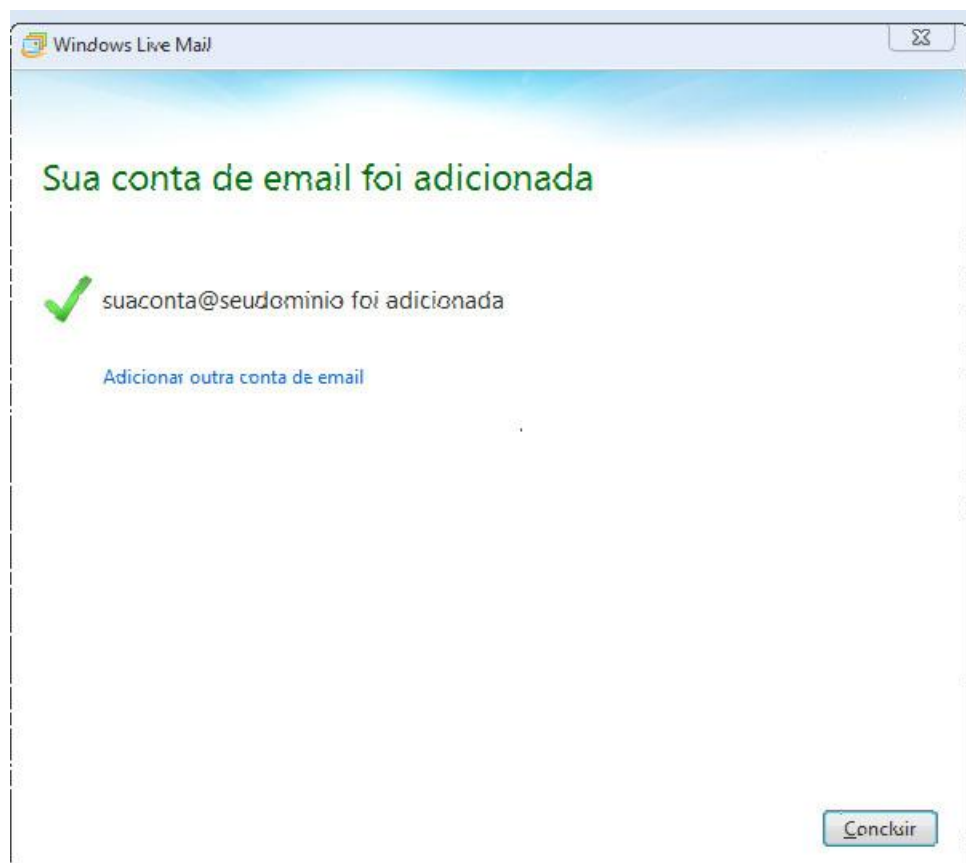 Windows Live Mail
Sua conta de email foi adicionada
suaconta@seudominio foi adicionada
Adicionar outra conta de email
Concluir